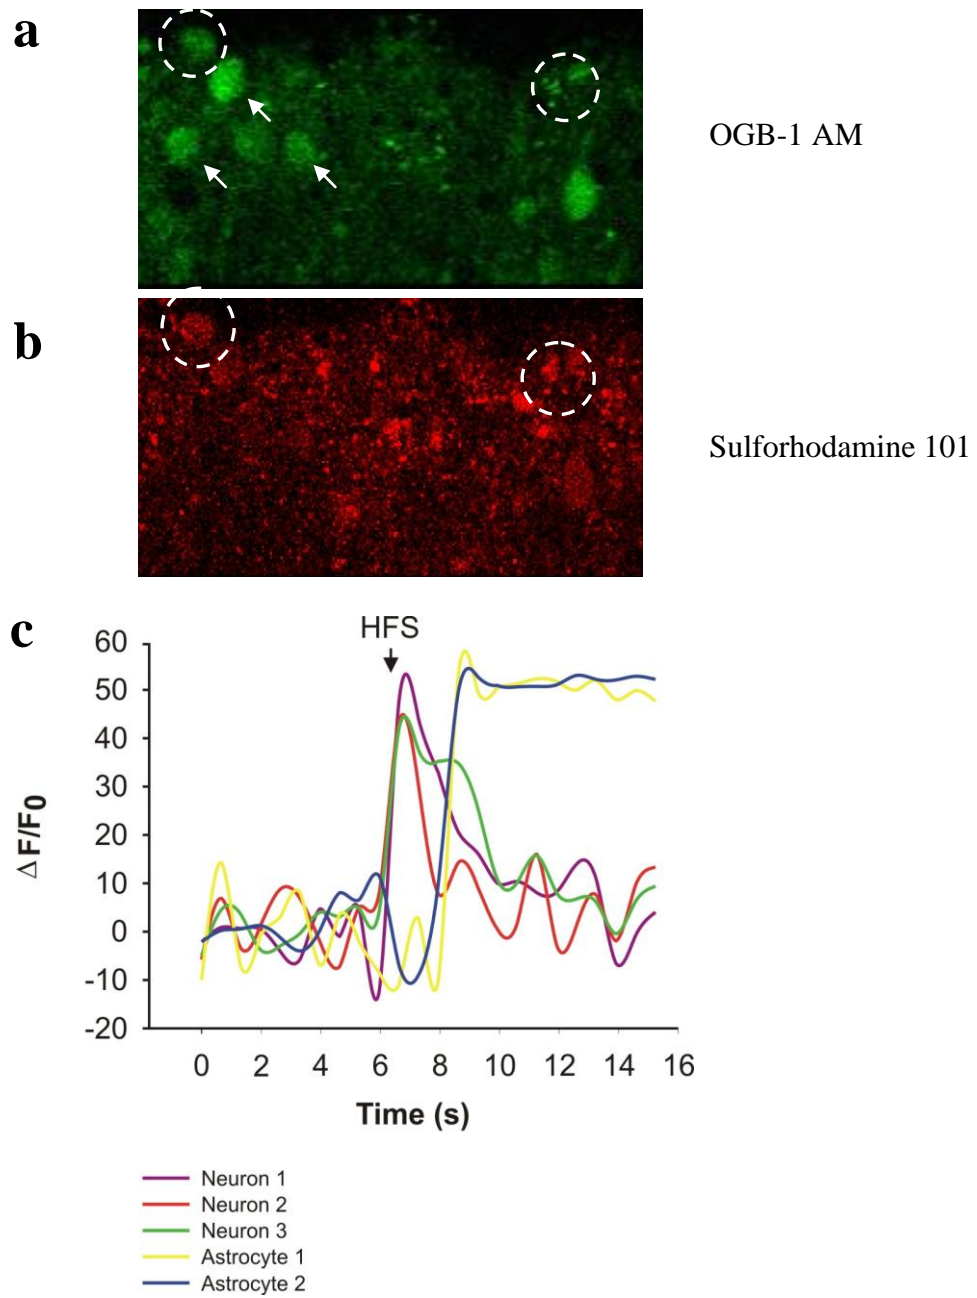 a
OGB-1 AM
b
Sulforhodamine 101
c
HFS
60
50
40
30
20
10
0
-10
-20
Δ F/F0
0 2 4 6 8 10 12 14 16
Time (s)
Neuron 1
Neuron 2
Neuron 3
Astrocyte 1
Astrocyte 2